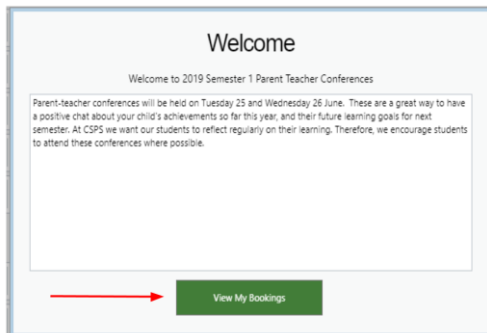 Welcome
Welcome to 2019 Semester 1 Parent Teacher Conferences
Parent-teacher conferences will be held on Tuesday 25 and Wednesday 26 June.  These are a great way to have
a positive chat about your child's achievements so far this year, and their future learning goals for next
semester. At CSPS we want our students to reflect regularly on their learning. Therefore, we encourage students
to attend these conferences where possible.
View My Bookings